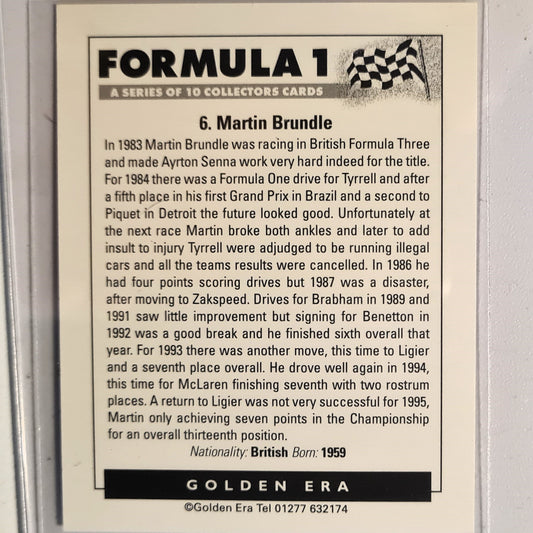 FORMULA 1
A SERIES OF 10 COLLECTORS CARDS
6. Martin Brundle
In 1983 Martin Brundle was racing in British Formula Three
and made Ayrton Senna work very hard indeed for the title.
For 1984 there was a Formula One drive for Tyrrell and after
a fifth place in his first Grand Prix in Brazil and a second to
Piquet in Detroit the future looked good. Unfortunately at
the next race Martin broke both ankles and later to add
insult to injury Tyrrell were adjudged to be running illegal
cars and all the teams results were cancelled. In 1986 he
had four points scoring drives but 1987 was a disaster,
after moving to Zakspeed. Drives for Brabham in 1989 and
1991 saw little improvement but signing for Benetton in
1992 was a good break and he finished sixth overall that
year. For 1993 there was another move, this time to Ligier
and a seventh place overall. He drove well again in 1994,
this time for McLaren finishing seventh with two rostrum
places. A return to Ligier was not very successful for 1995,
Martin only achieving seven points in the Championship
for an overall thirteenth position.
Nationality: British Born: 1959
GOLDEN ERA
©Golden Era Tel 01277 632174